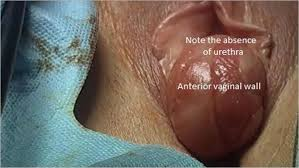 Note the absence
of urethra
Anterior vaginal wall